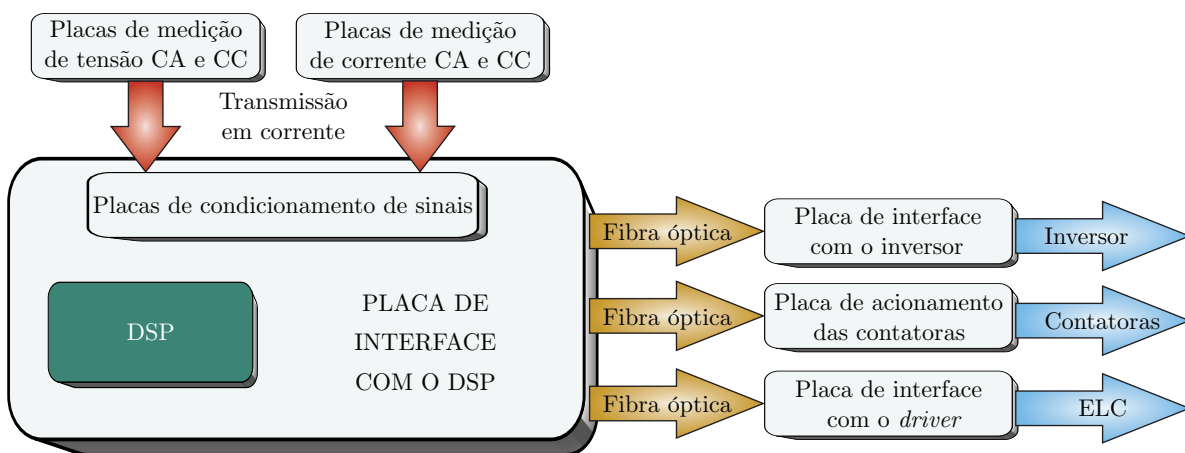 Placas de medição
de tensão CA e CC
Placas de medição
de corrente CA e CC
Transmissão
em corrente
Placas de condicionamento de sinais
DSP
PLACA DE
INTERFACE
COM O DSP
Fibra óptica
Placa de interface
com o inversor
Inversor
Fibra óptica
Placa de acionamento
das contatoras
Contatoras
Fibra óptica
Placa de interface
com o driver
ELC